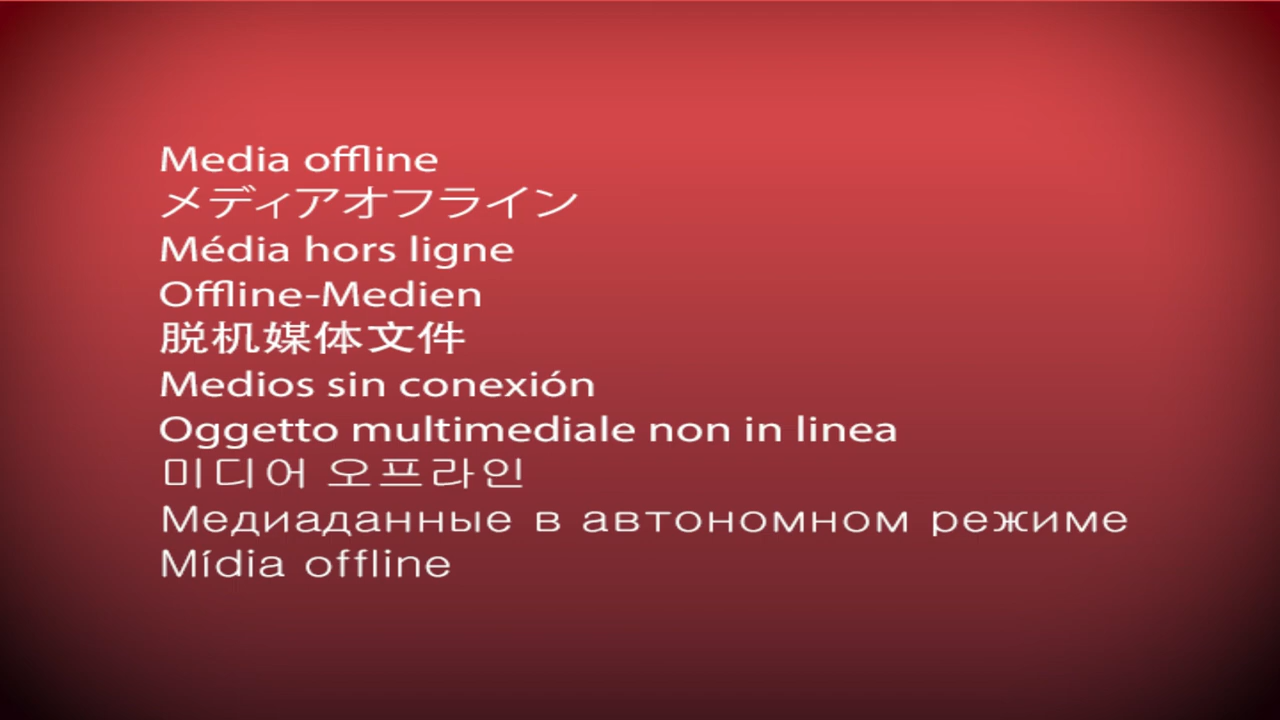 Media offline
メディアオフライン
Média hors ligne
Offline-Medien
脱机媒体文件
Medios sin conexión
Oggetto multimediale non in linea
미디어 오프라인
Медиаданные в автономном режиме
Mídia offline